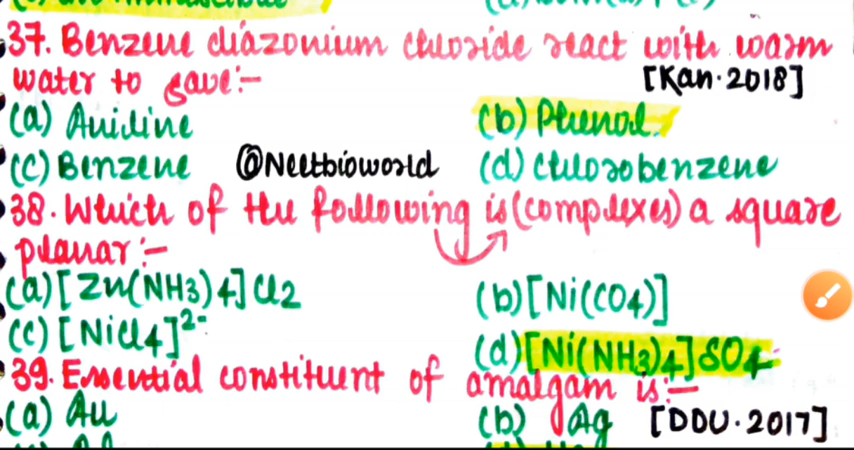 37. Benzene diazonium chloride react with warm
water to gave:- [Kan. 2018]
(a) Aniline (b) Phenol.
(c) Benzene @Neetbioworld (d) chlorobenzene
38. Which of the following is (complexes) a square
planar:-
(a) [Zn(NH3)4]Cl2 (b) [Ni(CO4)]
(c) [NiCl4]2- (d) [Ni(NH3)4]SO4
39. Essential constituent of amalgam is:-
(a) Au (b) Ag [DDU. 2017]